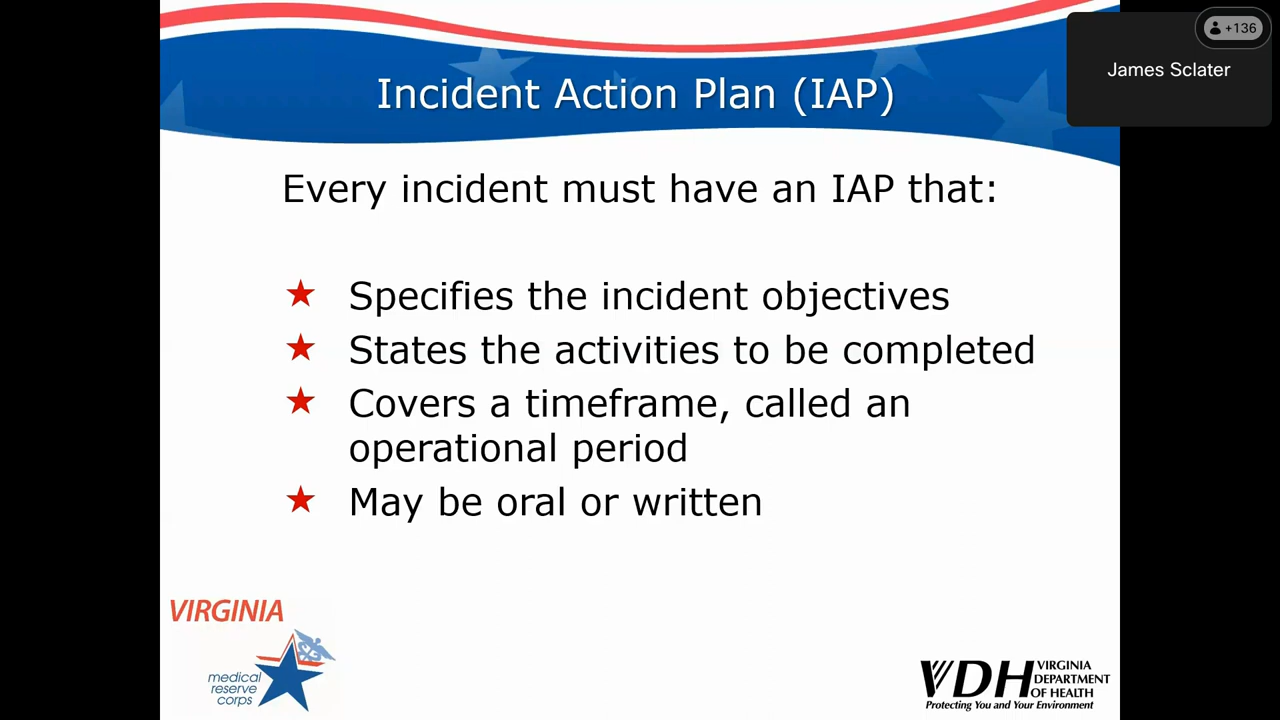 +136
James Sclater
Incident Action Plan (IAP)
Every incident must have an IAP that:
Specifies the incident objectives
States the activities to be completed
Covers a timeframe, called an
operational period
May be oral or written
VIRGINIA
medical
reserve
corps
VDH VIRGINIA
DEPARTMENT
OF HEALTH
Protecting You and Your Environment